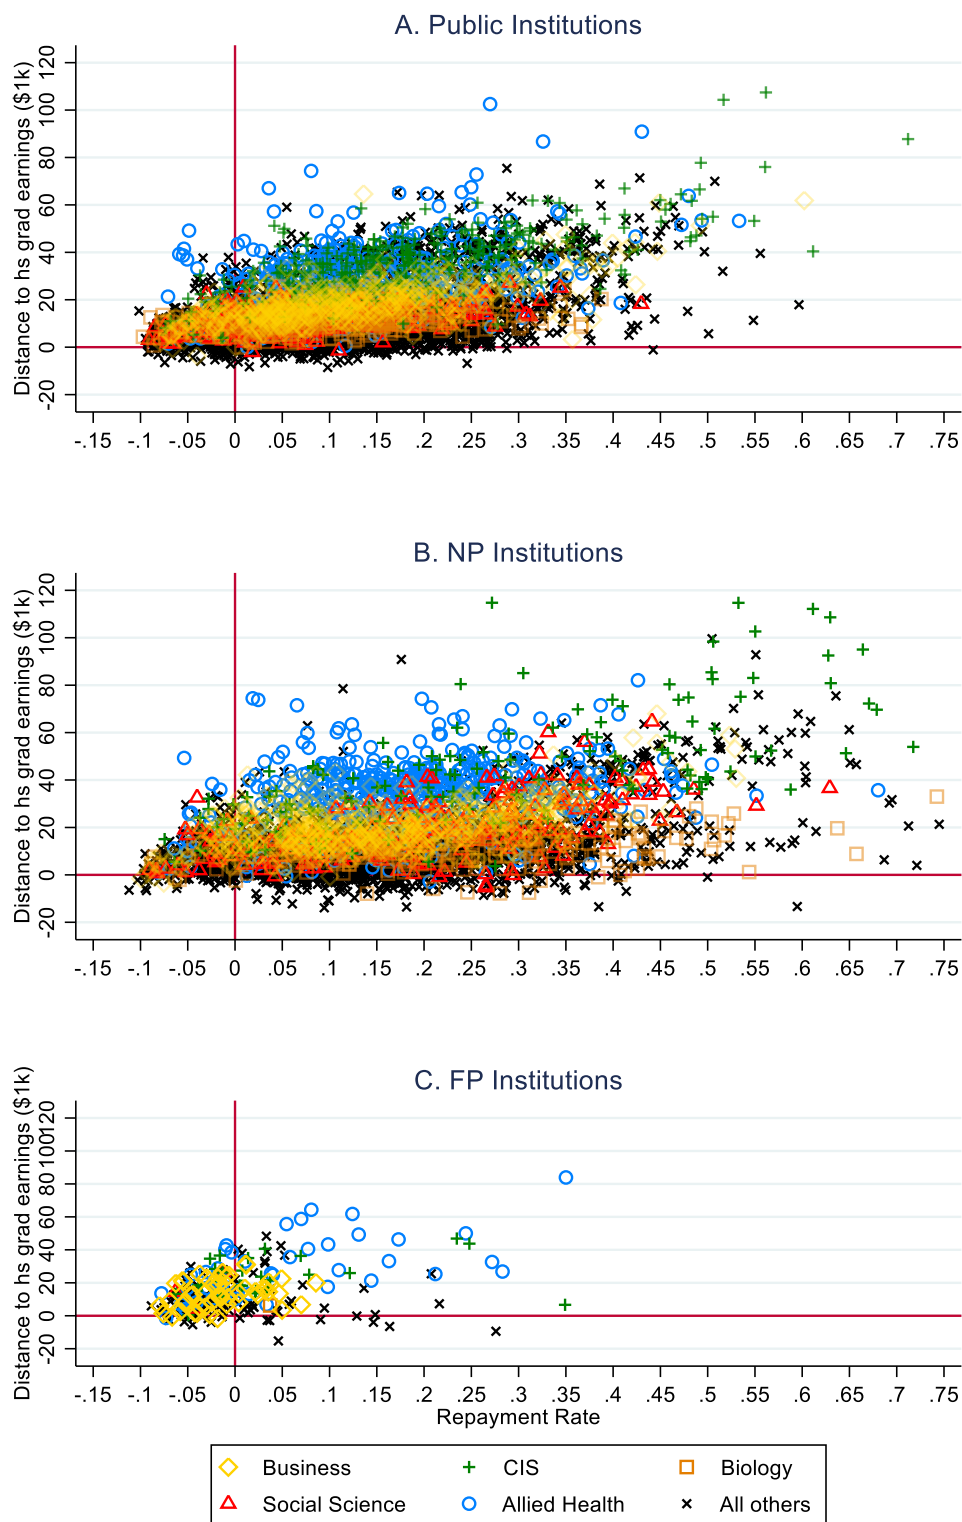 A. Public Institutions
Distance to hs grad earnings ($1k)
120
100
80
60
40
20
0
-20
-.15 -.1 -.05 0 .05 .1 .15 .2 .25 .3 .35 .4 .45 .5 .55 .6 .65 .7 .75
B. NP Institutions
Distance to hs grad earnings ($1k)
120
100
80
60
40
20
0
-20
-.15 -.1 -.05 0 .05 .1 .15 .2 .25 .3 .35 .4 .45 .5 .55 .6 .65 .7 .75
C. FP Institutions
Distance to hs grad earnings ($1k)
120
100
80
60
40
20
0
-20
-.15 -.1 -.05 0 .05 .1 .15 .2 .25 .3 .35 .4 .45 .5 .55 .6 .65 .7 .75
Repayment Rate
Business CIS Biology
Social Science Allied Health All others